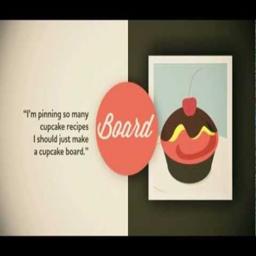 "I'm pinning so many
cupcake recipes
I should just make
a cupcake board."
Board